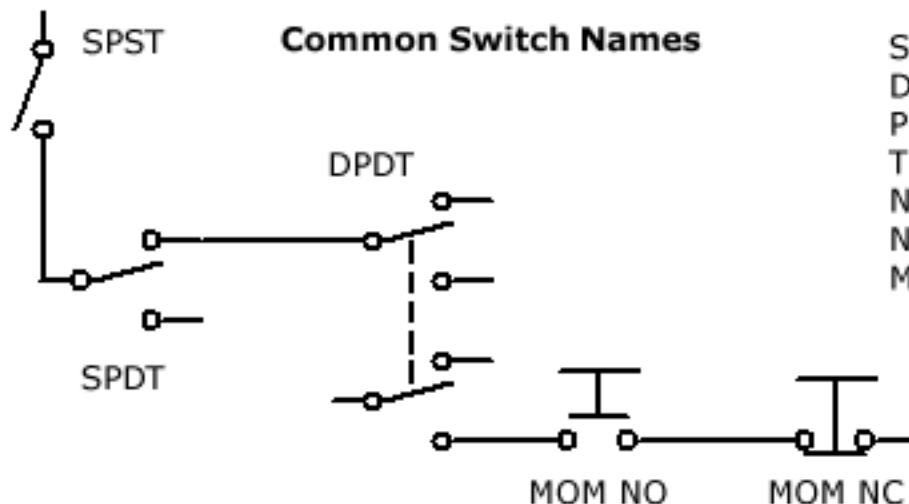 SPST
Common Switch Names
S
D
P
T
N
N
M
DPDT
SPDT
MOM NO
MOM NC